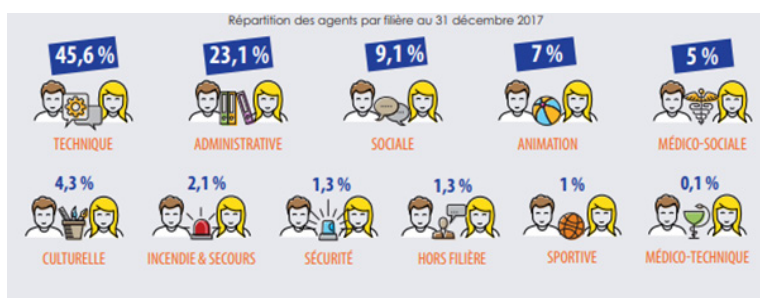 Répartition des agents par filière au 31 décembre 2017
45,6 %
23,1 %
9,1 %
7 %
5 %
TECHNIQUE
ADMINISTRATIVE
SOCIALE
ANIMATION
MÉDICO-SOCIALE
4,3 %
2,1 %
1,3 %
1,3 %
1 %
0,1 %
CULTURELLE
INCENDIE & SECOURS
SÉCURITÉ
HORS FILIÈRE
SPORTIVE
MÉDICO-TECHNIQUE